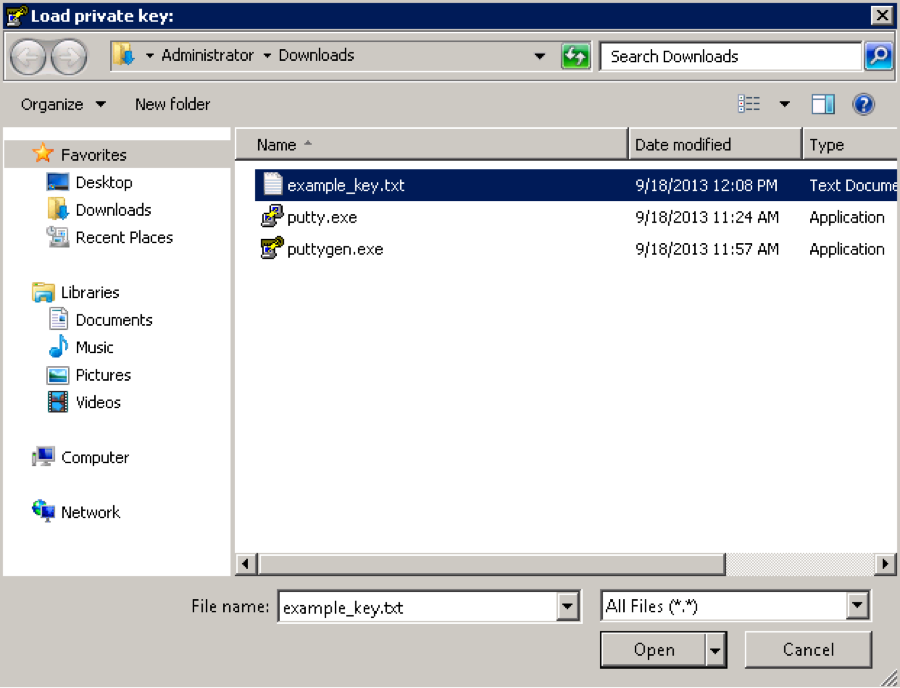 Load private key:
Administrator Downloads
Search Downloads
Organize New folder
Name Date modified Type
Favorites
Desktop
Downloads
Recent Places
Libraries
Documents
Music
Pictures
Videos
Computer
Network
example_key.txt 9/18/2013 12:08 PM Text Docume
putty.exe 9/18/2013 11:24 AM Application
puttygen.exe 9/18/2013 11:57 AM Application
File name: example_key.txt All Files (*.*)
Open Cancel